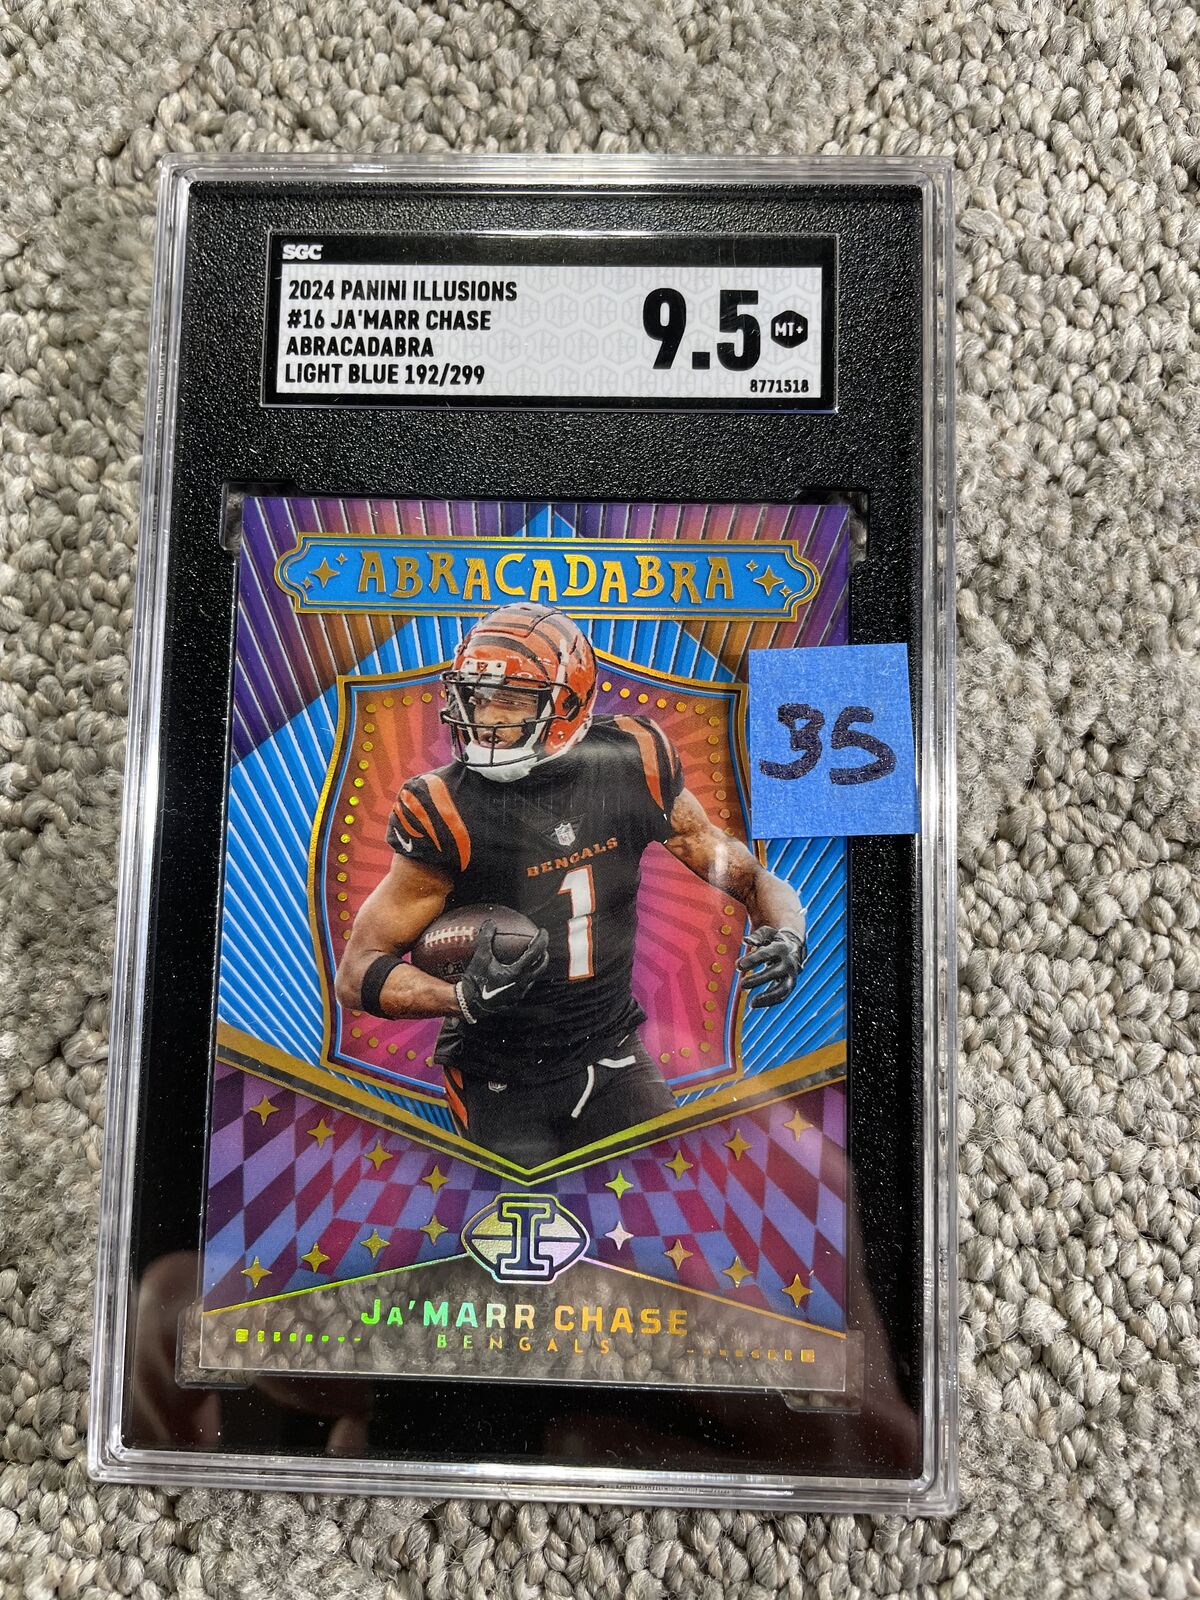 SGC
2024 PANINI ILLUSIONS
#16 JA'MARR CHASE
ABRACADABRA
LIGHT BLUE 192/299
9.5 MT+
8771518
ABRACADABRA
35
B
BENGALS
1
I
JA'MARR CHASE
BENGALS